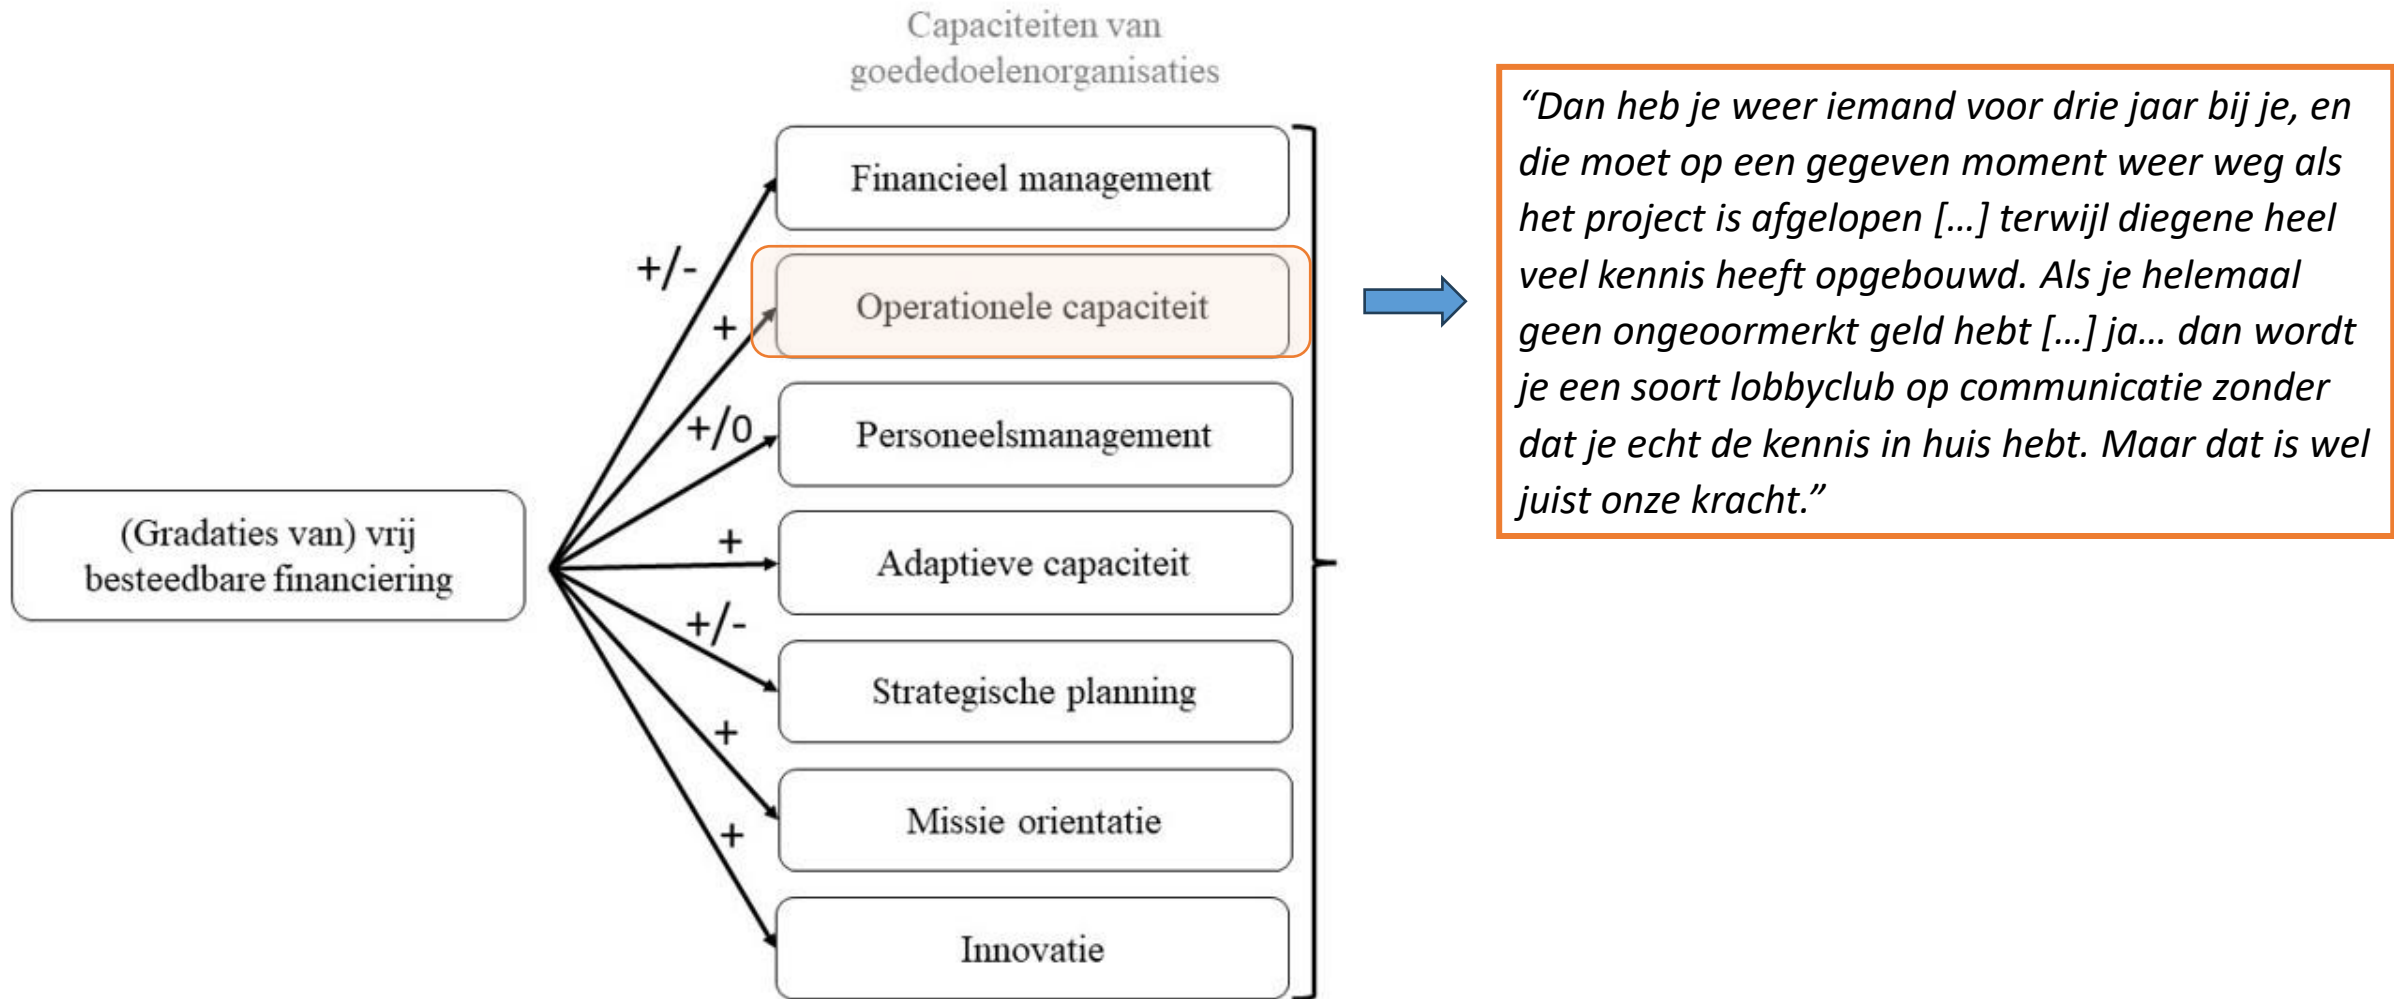 Capaciteiten van
goededoelenorganisaties
Financieel management
+/-
Operationele capaciteit
+
Personeelsmanagement
+/0
(Gradaties van) vrij
besteedbare financiering
Adaptieve capaciteit
+
Strategische planning
+/-
Missie orientatie
+
Innovatie
+
“Dan heb je weer iemand voor drie jaar bij je, en
die moet op een gegeven moment weer weg als
het project is afgelopen […] terwijl diegene heel
veel kennis heeft opgebouwd. Als je helemaal
geen ongeoormerkt geld hebt […] ja… dan wordt
je een soort lobbyclub op communicatie zonder
dat je echt de kennis in huis hebt. Maar dat is wel
juist onze kracht.”